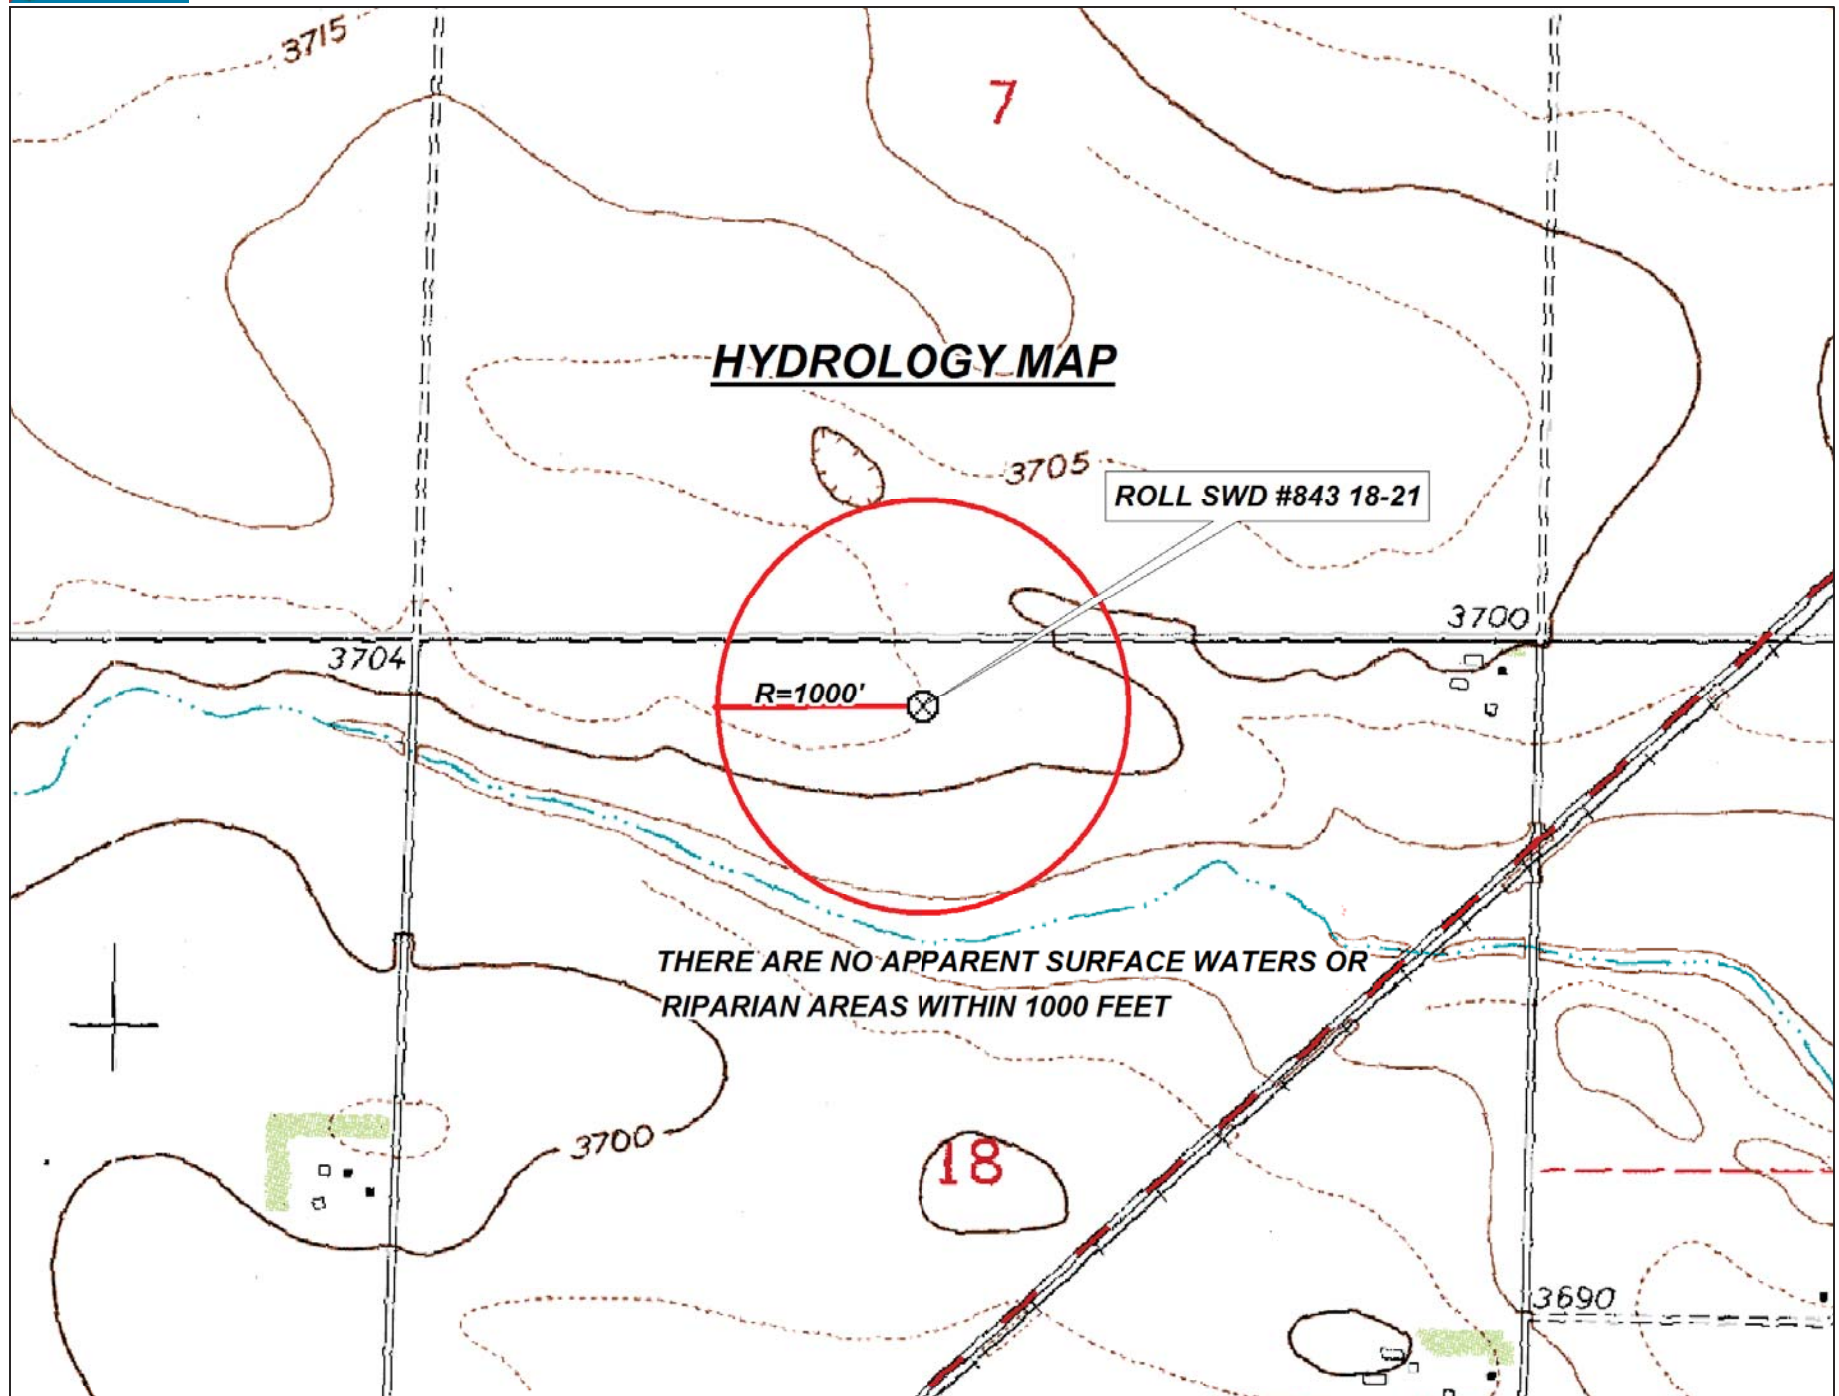 3715
7
HYDROLOGY MAP
3705
ROLL SWD #843 18-21
3700
3704
R=1000'
THERE ARE NO APPARENT SURFACE WATERS OR
RIPARIAN AREAS WITHIN 1000 FEET
3700
18
3690